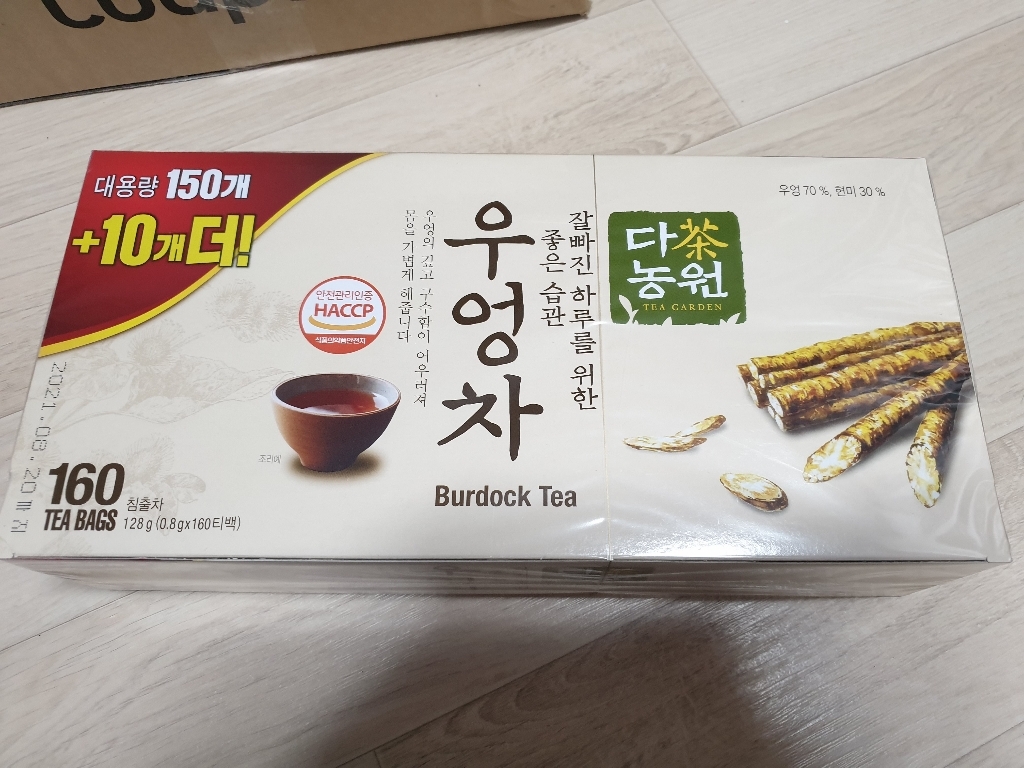 coup
대용량 150개
+10개 더!
우엉 70 %, 현미 30 %
다茶
농원
TEA GARDEN
잘빠진 하루를 위한
좋은 습관
우엉차
우엉의 깊고 구수함이 어우러져
몸을 가볍게 해줍니다
안전관리인증
HACCP
식품의약품안전처
조리예
Burdock Tea
2021.08.20까지
160
TEA BAGS
침출차
128 g (0.8gx160티백)